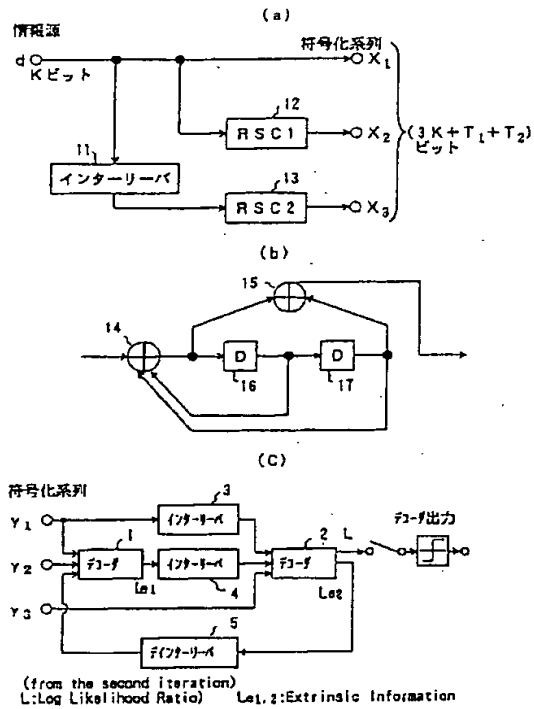 (a)
情報源
符号化系列
d
Kビット
X1
12
RSC1
X2
(3K+T1+T2)
ビット
11
インターリーバ
13
RSC2
X3
(b)
15
14
D
D
16
17
(C)
符号化系列
3
Y1
インターリーバ
デコーダ出力
1
2
L
Y2
デコーダ
インターリーバ
デコーダ
Le1
4
Le2
Y3
5
デインターリーバ
(from the second iteration)
L:Log Likelihood Ratio) Le1,2:Extrinsic Information